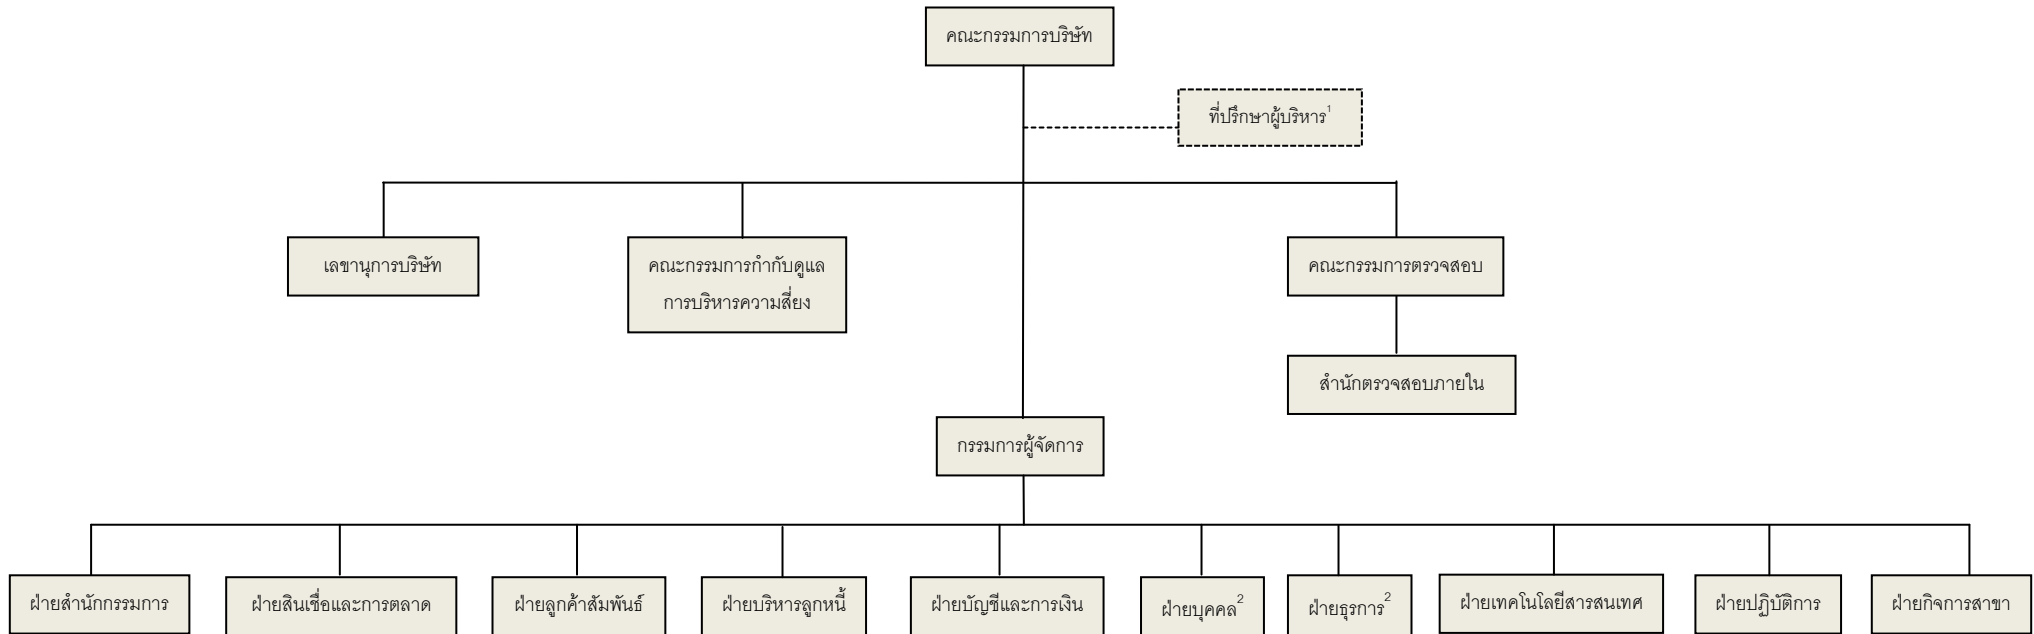 คณะกรรมการบริษัท
ที่ปรึกษาผู้บริหาร¹
เลขานุการบริษัท
คณะกรรมการกำกับดูแล
การบริหารความสี่ยง
คณะกรรมการตรวจสอบ
สำนักตรวจสอบภายใน
กรรมการผู้จัดการ
ฝ่ายสำนักกรรมการ
ฝ่ายสินเชื่อและการตลาด
ฝ่ายลูกค้าสัมพันธ์
ฝ่ายบริหารลูกหนี้
ฝ่ายบัญชีและการเงิน
ฝ่ายบุคคล²
ฝ่ายธุรการ²
ฝ่ายเทคโนโลยีสารสนเทศ
ฝ่ายปฏิบัติการ
ฝ่ายกิจการสาขา